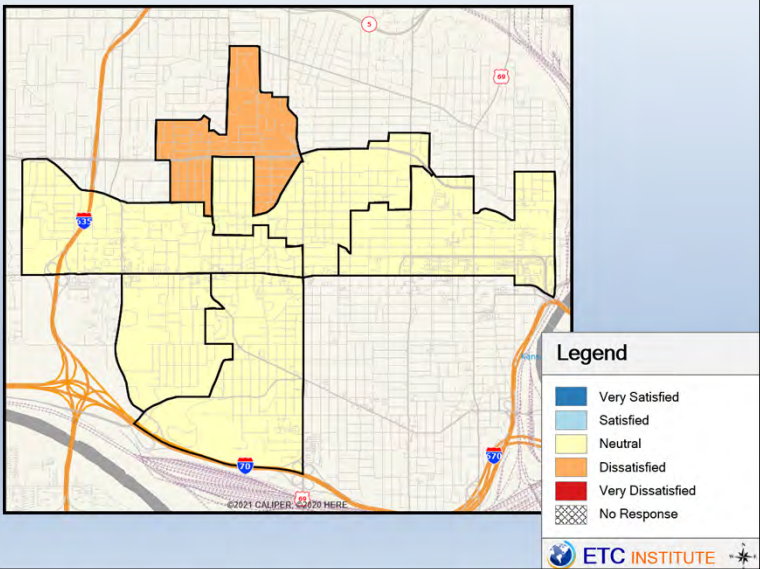 5
69
635
Kans
Legend
Very Satisfied
Satisfied
Neutral
Dissatisfied
Very Dissatisfied
No Response
670
70
69
©2021 CALIPER; ©2020 HERE
ETC INSTITUTE